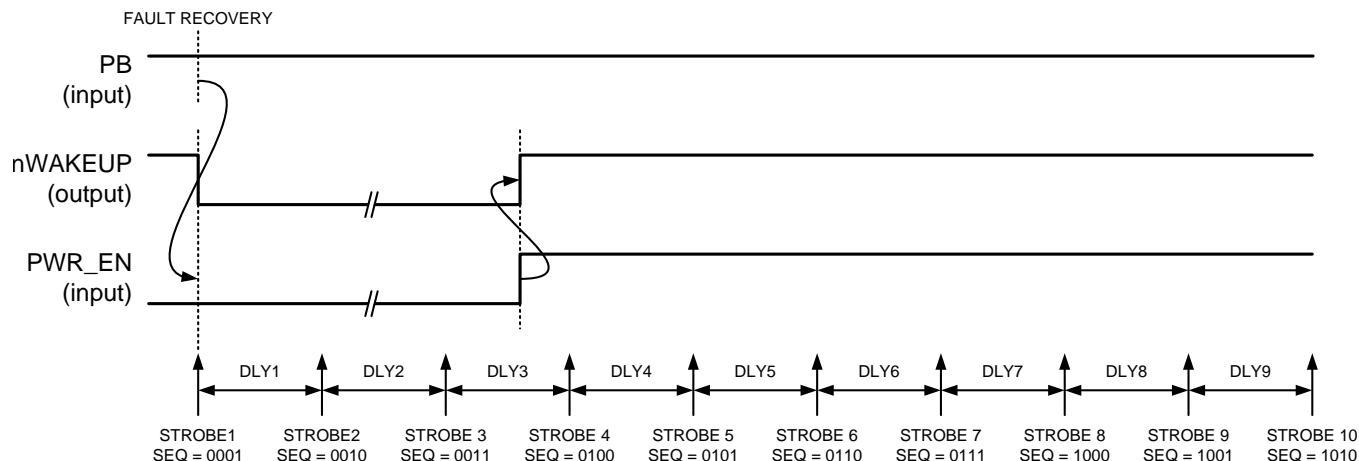 FAULT RECOVERY
PB
(input)
nWAKEUP
(output)
PWR_EN
(input)
DLY1 DLY2 DLY3 DLY4 DLY5 DLY6 DLY7 DLY8 DLY9
STROBE1 STROBE2 STROBE 3 STROBE 4 STROBE 5 STROBE 6 STROBE 7 STROBE 8 STROBE 9 STROBE 10
SEQ = 0001 SEQ = 0010 SEQ = 0011 SEQ = 0100 SEQ = 0101 SEQ = 0110 SEQ = 0111 SEQ = 1000 SEQ = 1001 SEQ = 1010